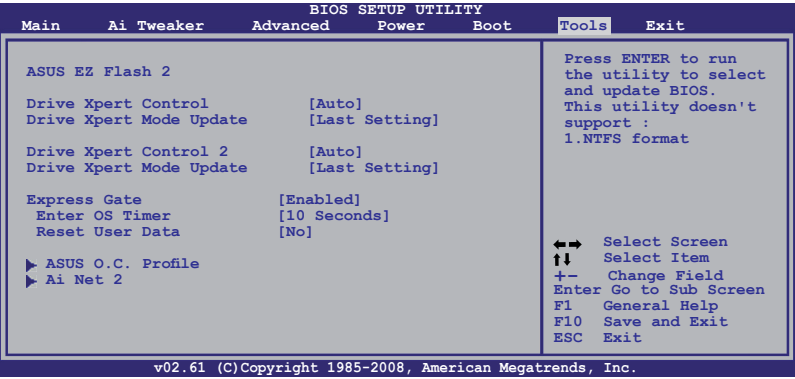 BIOS SETUP UTILITY
Main Ai Tweaker Advanced Power Boot Tools Exit
ASUS EZ Flash 2
Drive Xpert Control [Auto]
Drive Xpert Mode Update [Last Setting]
Drive Xpert Control 2 [Auto]
Drive Xpert Mode Update [Last Setting]
Express Gate [Enabled]
Enter OS Timer [10 Seconds]
Reset User Data [No]
ASUS O.C. Profile
Ai Net 2
Press ENTER to run
the utility to select
and update BIOS.
This utility doesn't
support :
1.NTFS format
←→ Select Screen
↑↓ Select Item
+- Change Field
Enter Go to Sub Screen
F1 General Help
F10 Save and Exit
ESC Exit
v02.61 (C)Copyright 1985-2008, American Megatrends, Inc.